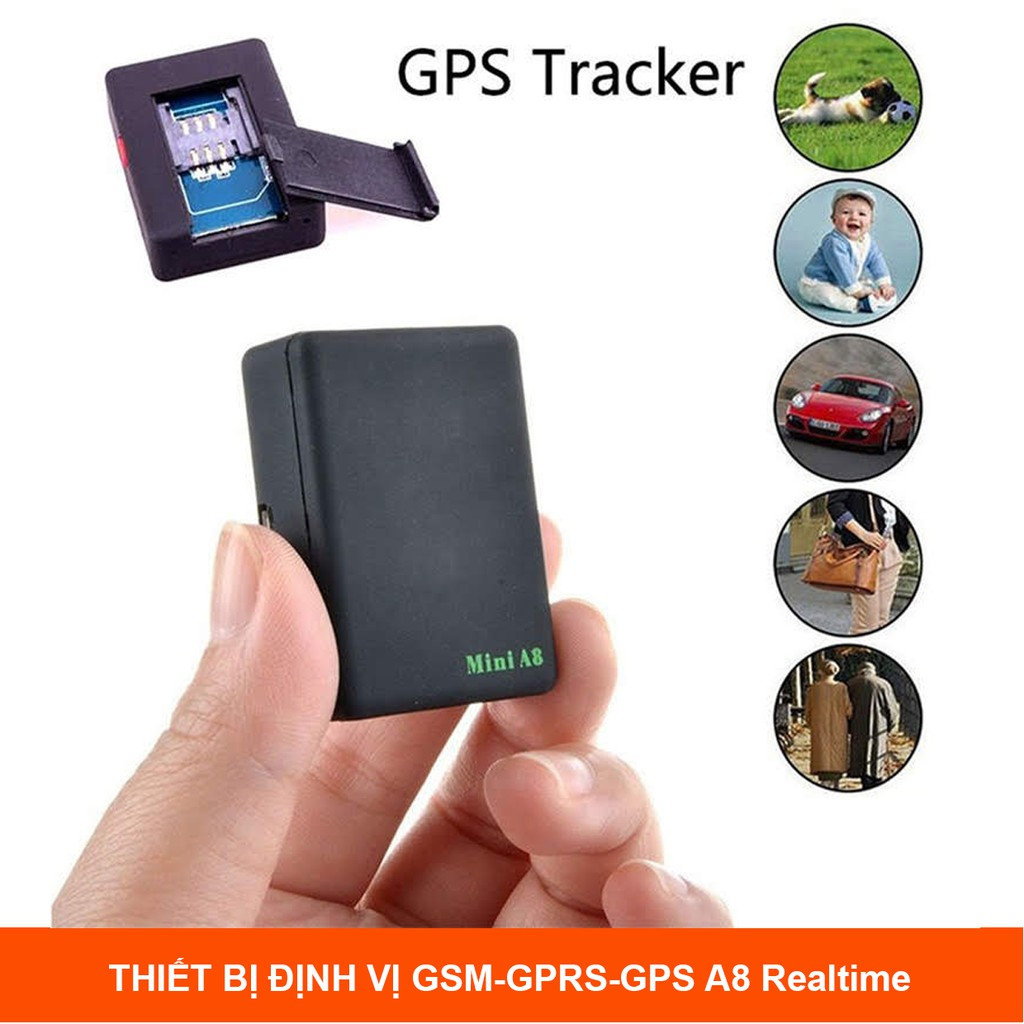 GPS Tracker
Mini A8
THIẾT BỊ ĐỊNH VỊ GSM-GPRS-GPS A8 Realtime